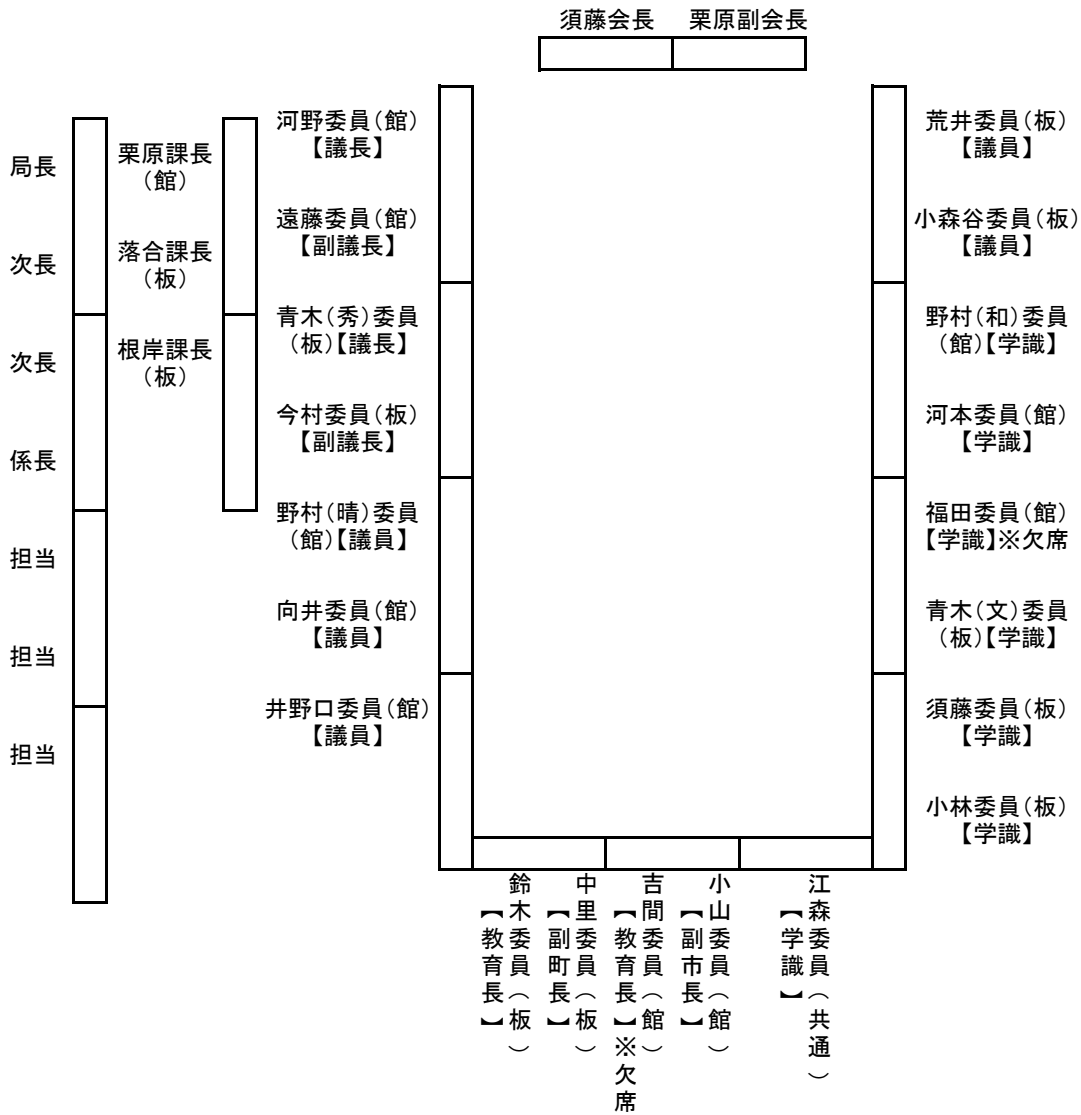 須藤会長 栗原副会長
局長
次長
次長
係長
担当
担当
担当
栗原課長
(館)
落合課長
(板)
根岸課長
(板)
河野委員(館)
【議長】
遠藤委員(館)
【副議長】
青木(秀)委員
(板)【議長】
今村委員(板)
【副議長】
野村(晴)委員
(館)【議員】
向井委員(館)
【議員】
井野口委員(館)
【議員】
荒井委員(板)
【議員】
小森谷委員(板)
【議員】
野村(和)委員
(館)【学識】
河本委員(館)
【学識】
福田委員(館)
【学識】※欠席
青木(文)委員
(板)【学識】
須藤委員(板)
【学識】
小林委員(板)
【学識】
鈴木委員(板)
【教育長】
中里委員(板)
【副町長】
吉間委員(館)
【教育長】※欠席
小山委員(館)
【副市長】
江森委員(共通)
【学識】